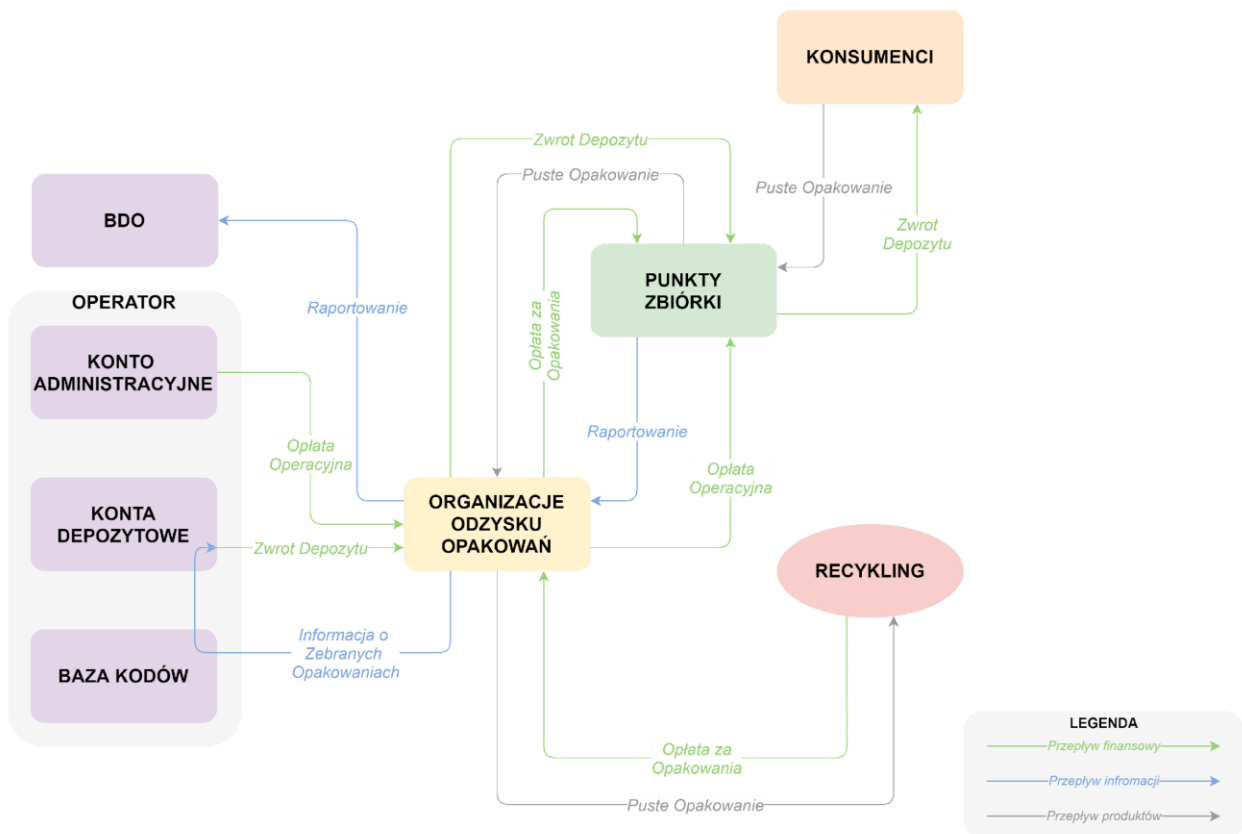 KONSUMENCI
Zwrot Depozytu
Puste Opakowanie
Puste Opakowanie
BDO
Zwrot
Depozytu
PUNKTY
ZBIÓRKI
OPERATOR
Raportowanie
Opłata za
Opakowania
KONTO
ADMINISTRACYJNE
Raportowanie
Opłata
Operacyjna
Opłata
Operacyjna
ORGANIZACJE
ODZYSKU
OPAKOWAŃ
KONTA
DEPOZYTOWE
Zwrot Depozytu
RECYKLING
Informacja o
Zebranych
Opakowaniach
BAZA KODÓW
LEGENDA
Przepływ finansowy
Opłata za
Opakowania
Przepływ infromacji
Puste Opakowanie
Przepływ produktów